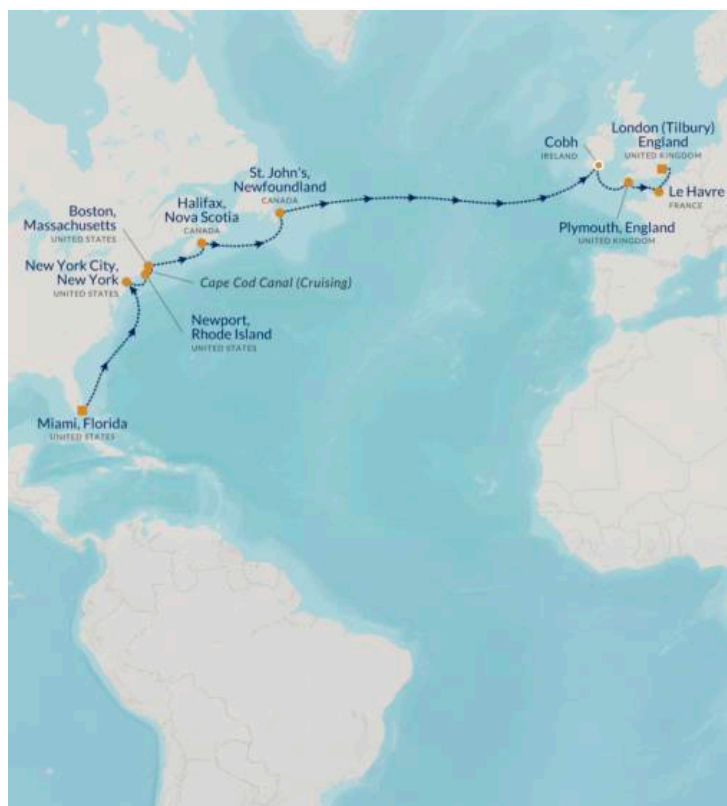 Cobh
IRELAND
London (Tilbury)
England
UNITED KINGDOM
Le Havre
FRANCE
Plymouth, England
UNITED KINGDOM
St. John's,
Newfoundland
CANADA
Halifax,
Nova Scotia
CANADA
Boston,
Massachusetts
UNITED STATES
New York City,
New York
UNITED STATES
Cape Cod Canal (Cruising)
Newport,
Rhode Island
UNITED STATES
Miami, Florida
UNITED STATES